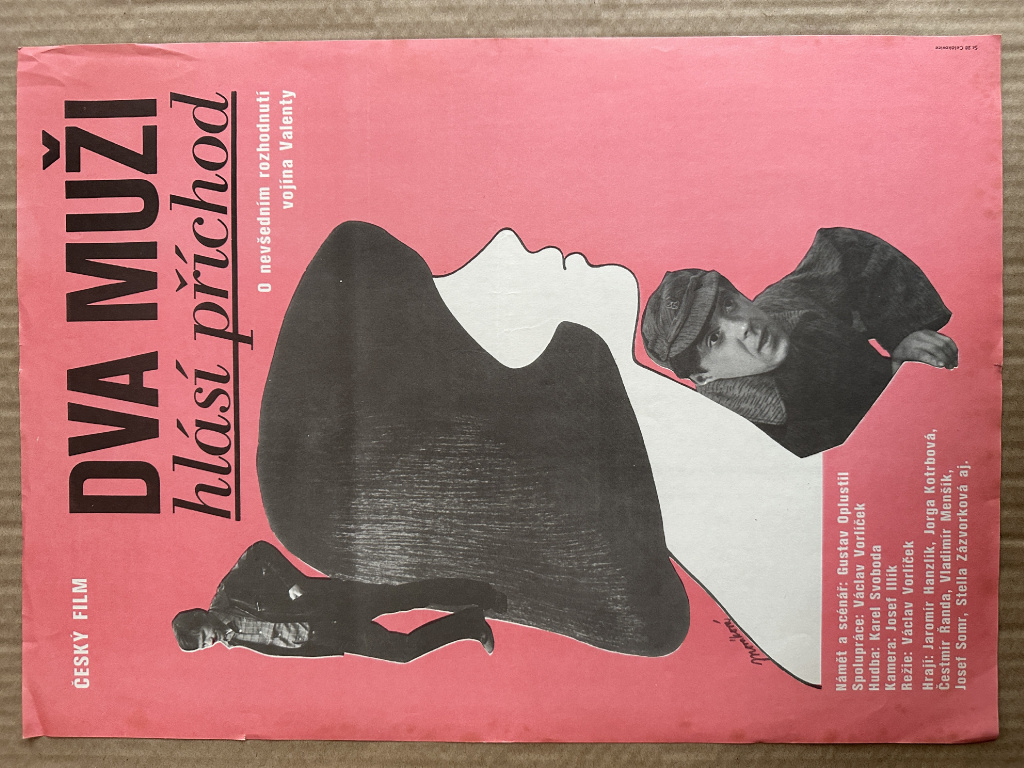 ČESKÝ FILM
DVA MUŽI
hlásí příchod
O nevšedním rozhodnutí
vojína Valenty
Námět a scénář: Gustav Oplustil
Spolupráce: Václav Vorlíček
Hudba: Karel Svoboda
Kamera: Josef Illík
Režie: Václav Vorlíček
Hrají: Jaromír Hanzlík, Jorga Kotrbová,
Čestmír Řanda, Vladimír Menšík,
Josef Somr, Stella Zázvorková aj.